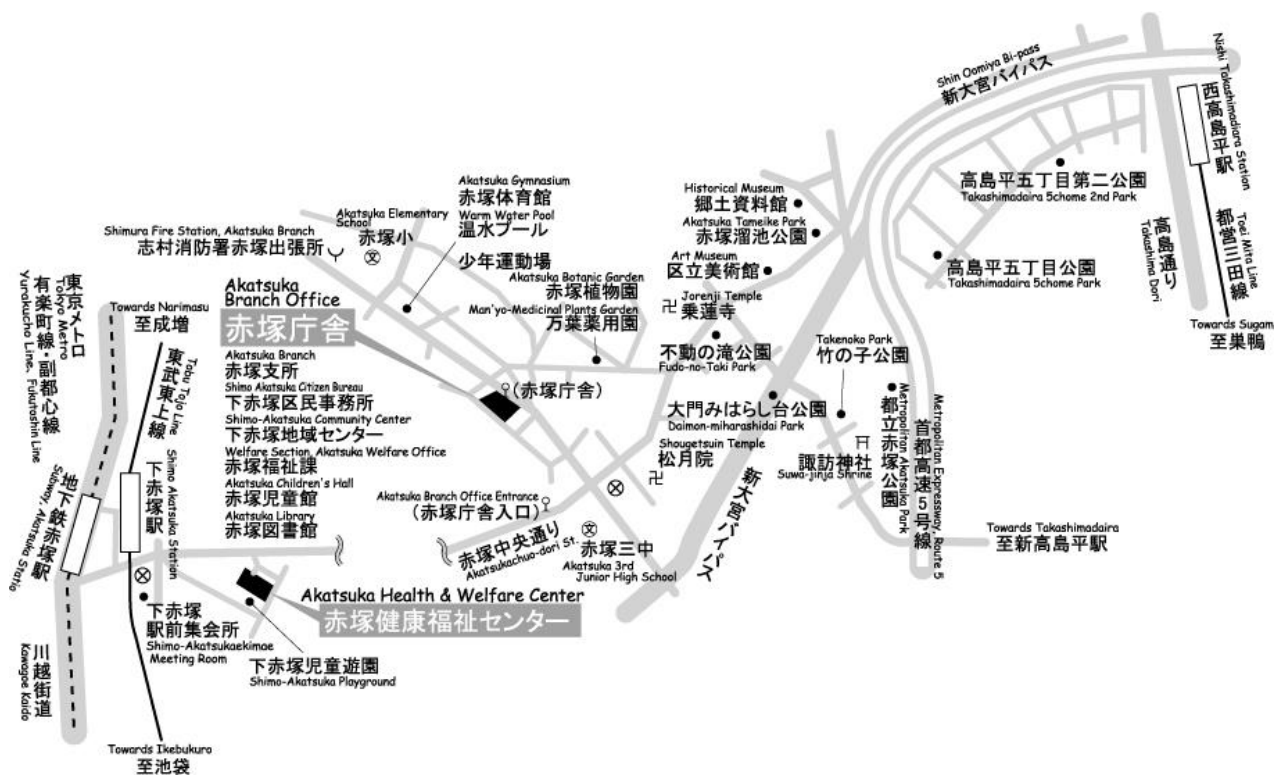 Shin Oomiya Bi-pass
新大宮バイパス
Nishi Takashimadiara Station
西高島平駅
Toei Mita Line
都営川田線
Towards Sugam
至巣鴨
高島通り
Takashima Dori
高島平五丁目第二公園
Takashimadaira 5chome 2nd Park
高島平五丁目公園
Takashimadaira 5chome Park
Akatsuka Gymnasium
赤塚体育館
Warm Water Pool
温水プール
少年運動場
Akatsuka Elementary
School
赤塚小
文
Shimura Fire Station, Akatsuka Branch
志村消防署赤塚出張所
Historical Museum
郷土資料館
Akatsuka Tameike Park
赤塚溜池公園
Art Museum
区立美術館
Jorenji Temple
乗蓮寺
不動の滝公園
Fudo-no-Taki Park
Akatsuka Botanic Garden
赤塚植物園
Man'yo-Medicinal Plants Garden
万葉薬用園
Takenoko Park
竹の子公園
大門みはらし台公園
Daimon-miharashidai Park
Shougetsuin Temple
松月院
諏訪神社
Suwa-jinja Shrine
都立赤塚公園
Metropolitan Akatsuka Park
首都高速5号線
Metropolitan Expressway Route 5
Towards Takashimadaira
至新高島平駅
新大宮バイパス
Akatsuka
Branch Office
赤塚庁舎
(赤塚庁舎)
Akatsuka Branch
赤塚支所
Shimo Akatsuka Citizen Bureau
下赤塚区民事務所
Shimo-Akatsuka Community Center
下赤塚地域センター
Welfare Section, Akatsuka Welfare Office
赤塚福祉課
Akatsuka Children's Hall
赤塚児童館
Akatsuka Library
赤塚図書館
Akatsuka Branch Office Entrance
(赤塚庁舎入口)
赤塚中央通り
Akatsukachuo-dori St.
文
赤塚三中
Akatsuka 3rd
Junior High School
東京メトロ
Tokyo Metro
有楽町線・副都心線
Yurakucho Line. Fukutoshin Line
Towards Narimasu
至成増
東武東上線
Tobu Tojo Line
下赤塚駅
Shimo Akatsuka Station
地下鉄赤塚駅
Subway, Akatsuka Statio
川越街道
Kawagoe Kaido
下赤塚
駅前集会所
Shimo-Akatsukaekimae
Meeting Room
Akatsuka Health & Welfare Center
赤塚健康福祉センター
下赤塚児童遊園
Shimo-Akatsuka Playground
Towards Ikebukuro
至池袋